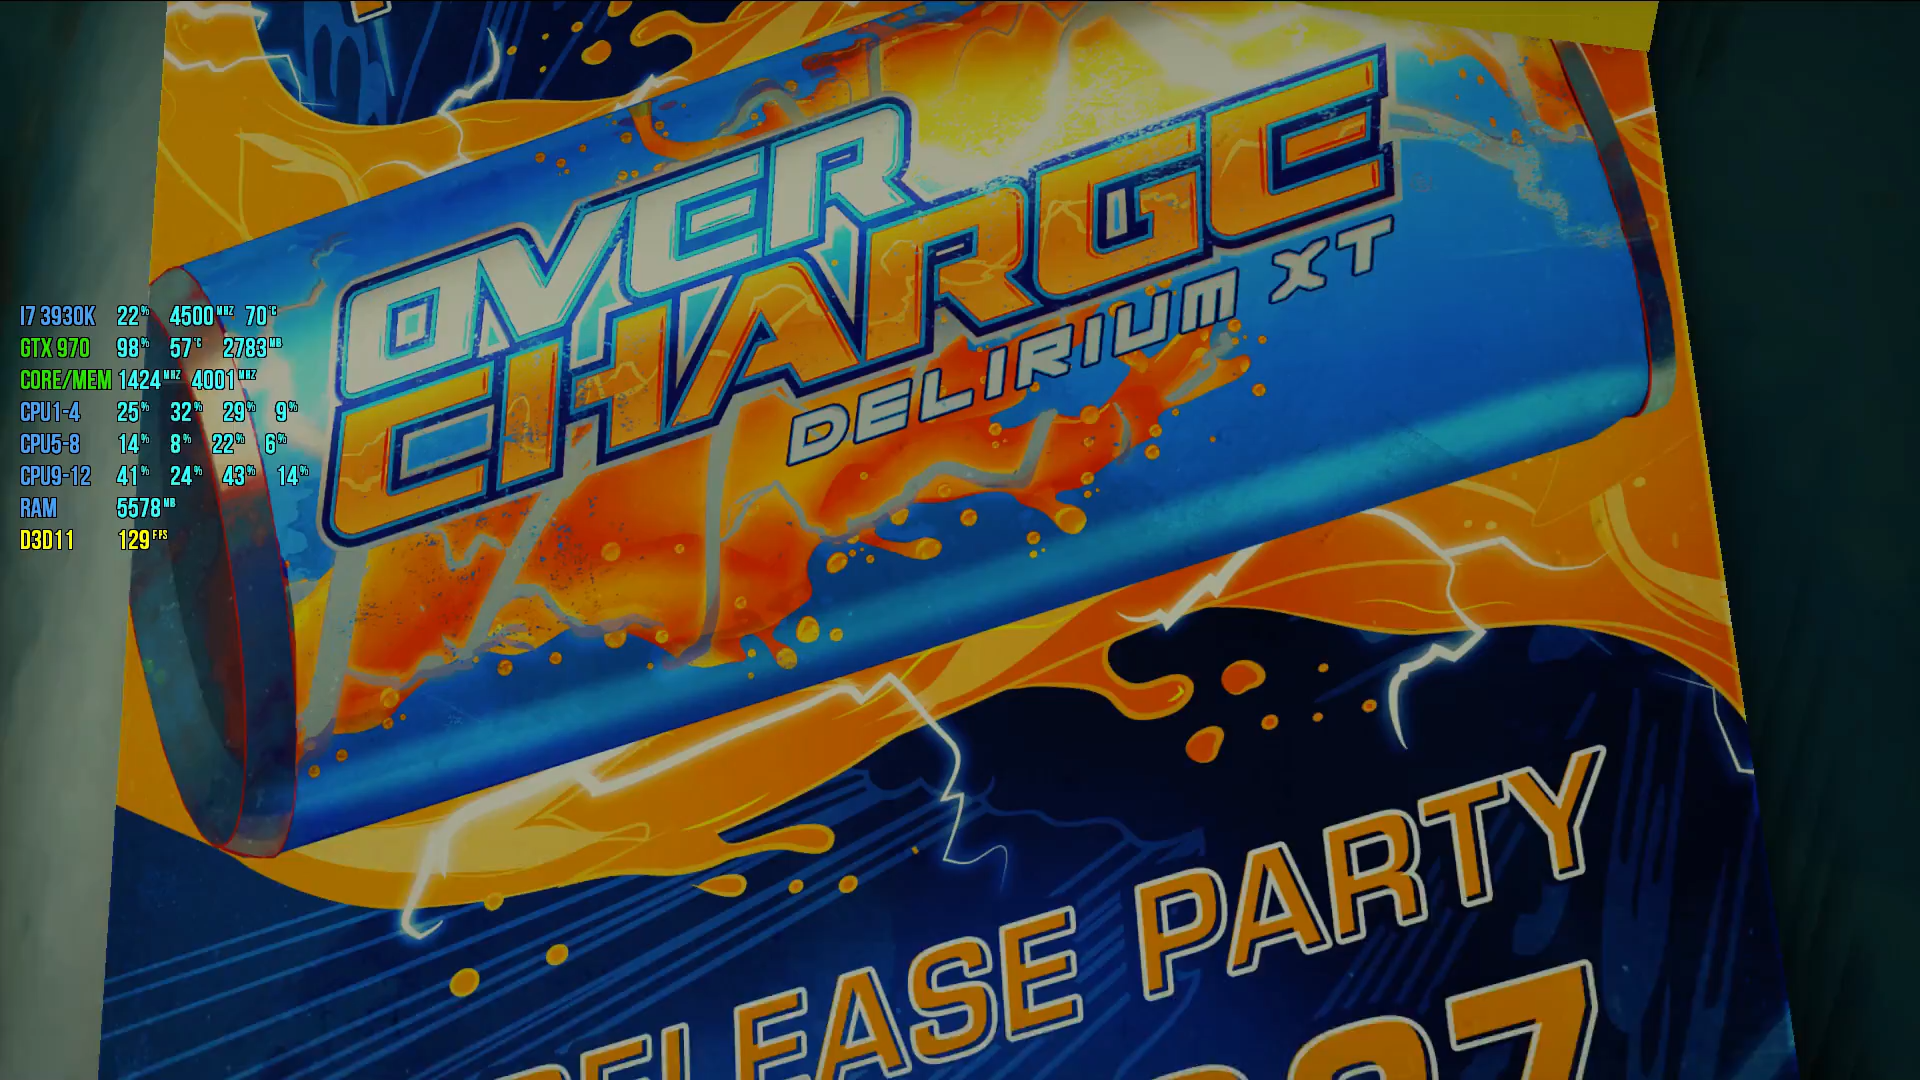 OVER
CHARGE
DELIRIUM XT
I7 3930K 22% 4500MHZ 70°C
GTX 970 98% 57°C 2783MB
CORE/MEM 1424MHZ 4001MHZ
CPU1-4 25% 32% 29% 9%
CPU5-8 14% 8% 22% 6%
CPU9-12 41% 24% 43% 14%
RAM 5578MB
D3D11 129FPS
RELEASE PARTY